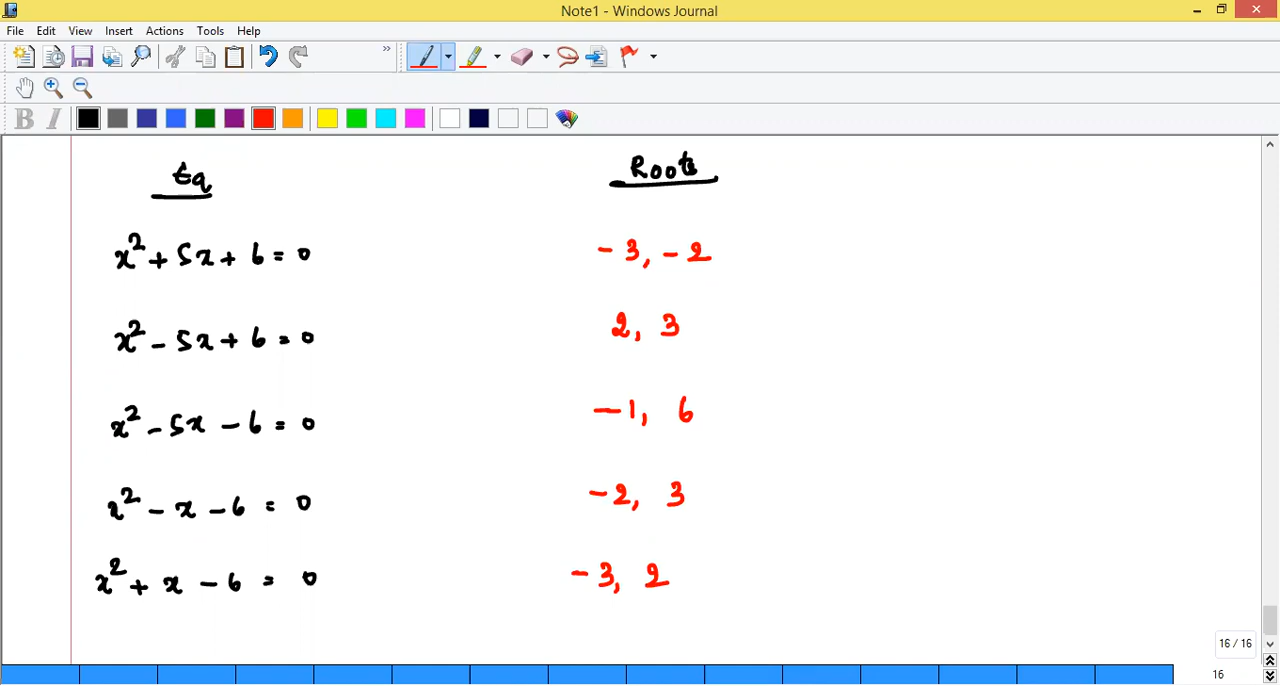 Note1 - Windows Journal
File Edit View Insert Actions Tools Help
»
B I
Eq Roots
x² + 5x + 6 = 0 -3, -2
x² - 5x + 6 = 0 2, 3
x² - 5x - 6 = 0 -1, 6
x² - x - 6 = 0 -2, 3
x² + x - 6 = 0 -3, 2
16 / 16
16